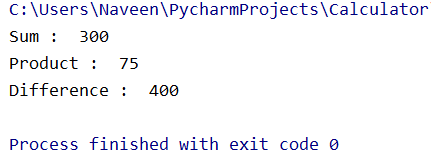 C:\Users\Naveen\PycharmProjects\Calculator
Sum :  300
Product :  75
Difference :  400
Process finished with exit code 0